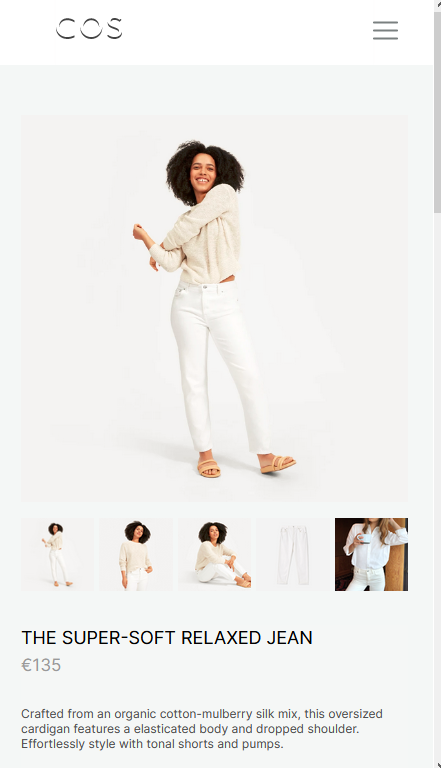 COS
THE SUPER-SOFT RELAXED JEAN
€135
Crafted from an organic cotton-mulberry silk mix, this oversized
cardigan features a elasticated body and dropped shoulder.
Effortlessly style with tonal shorts and pumps.